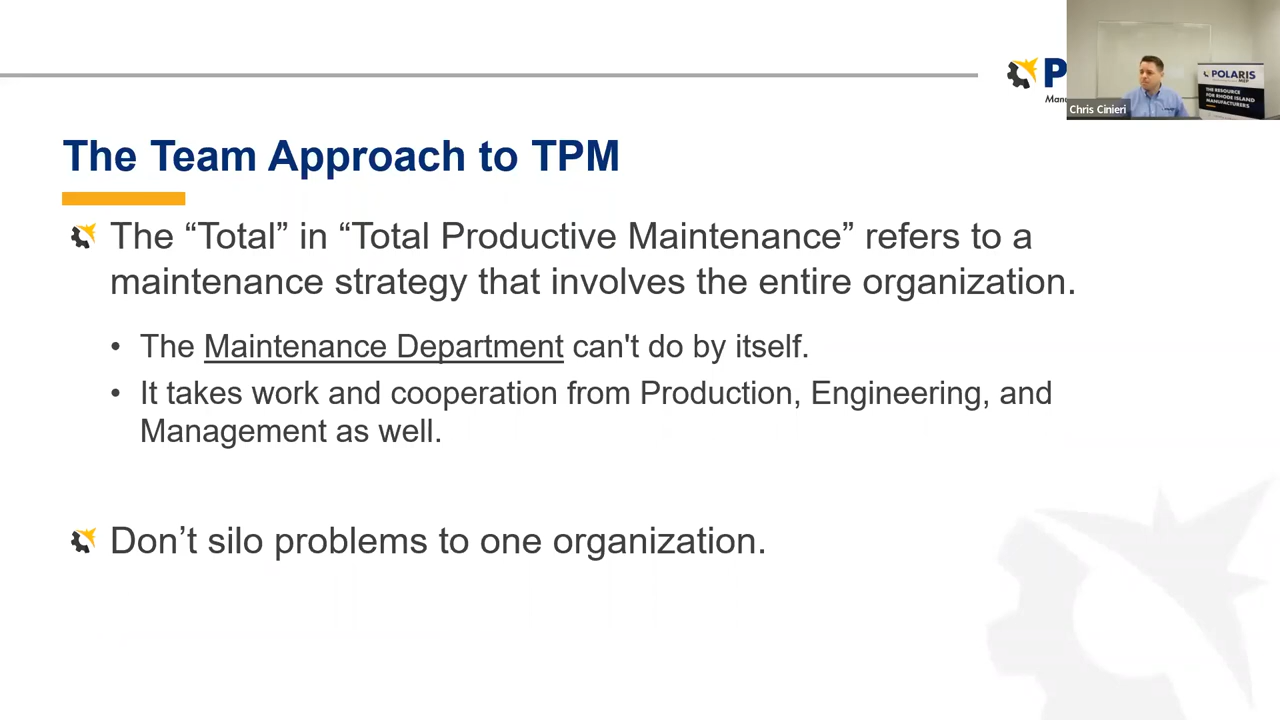 P
Manu
Chris Cinieri
POLARIS
MEP
THE RESOURCE
FOR RHODE ISLAND
MANUFACTURERS
The Team Approach to TPM
The “Total” in “Total Productive Maintenance” refers to a
maintenance strategy that involves the entire organization.
• The Maintenance Department can't do by itself.
• It takes work and cooperation from Production, Engineering, and
Management as well.
Don’t silo problems to one organization.